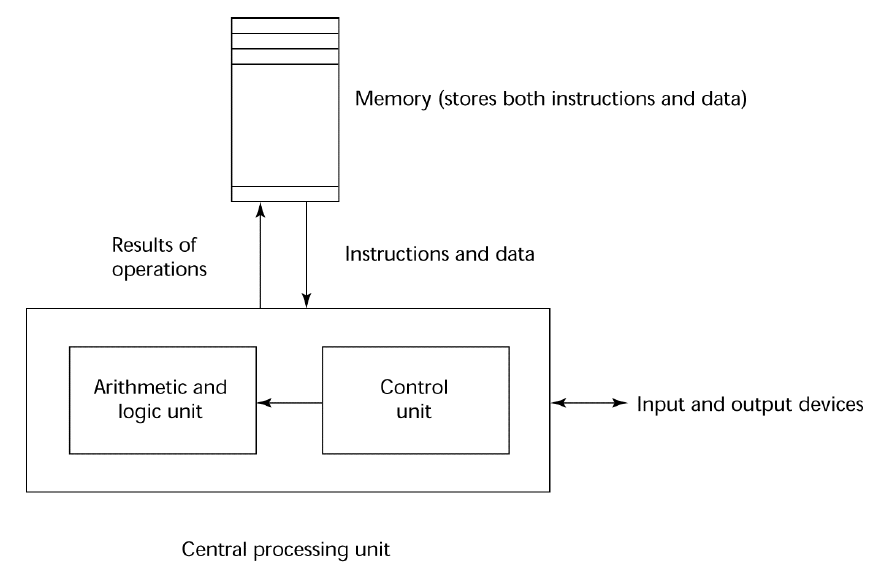 Memory (stores both instructions and data)
Results of
operations
Instructions and data
Arithmetic and
logic unit
Control
unit
Input and output devices
Central processing unit